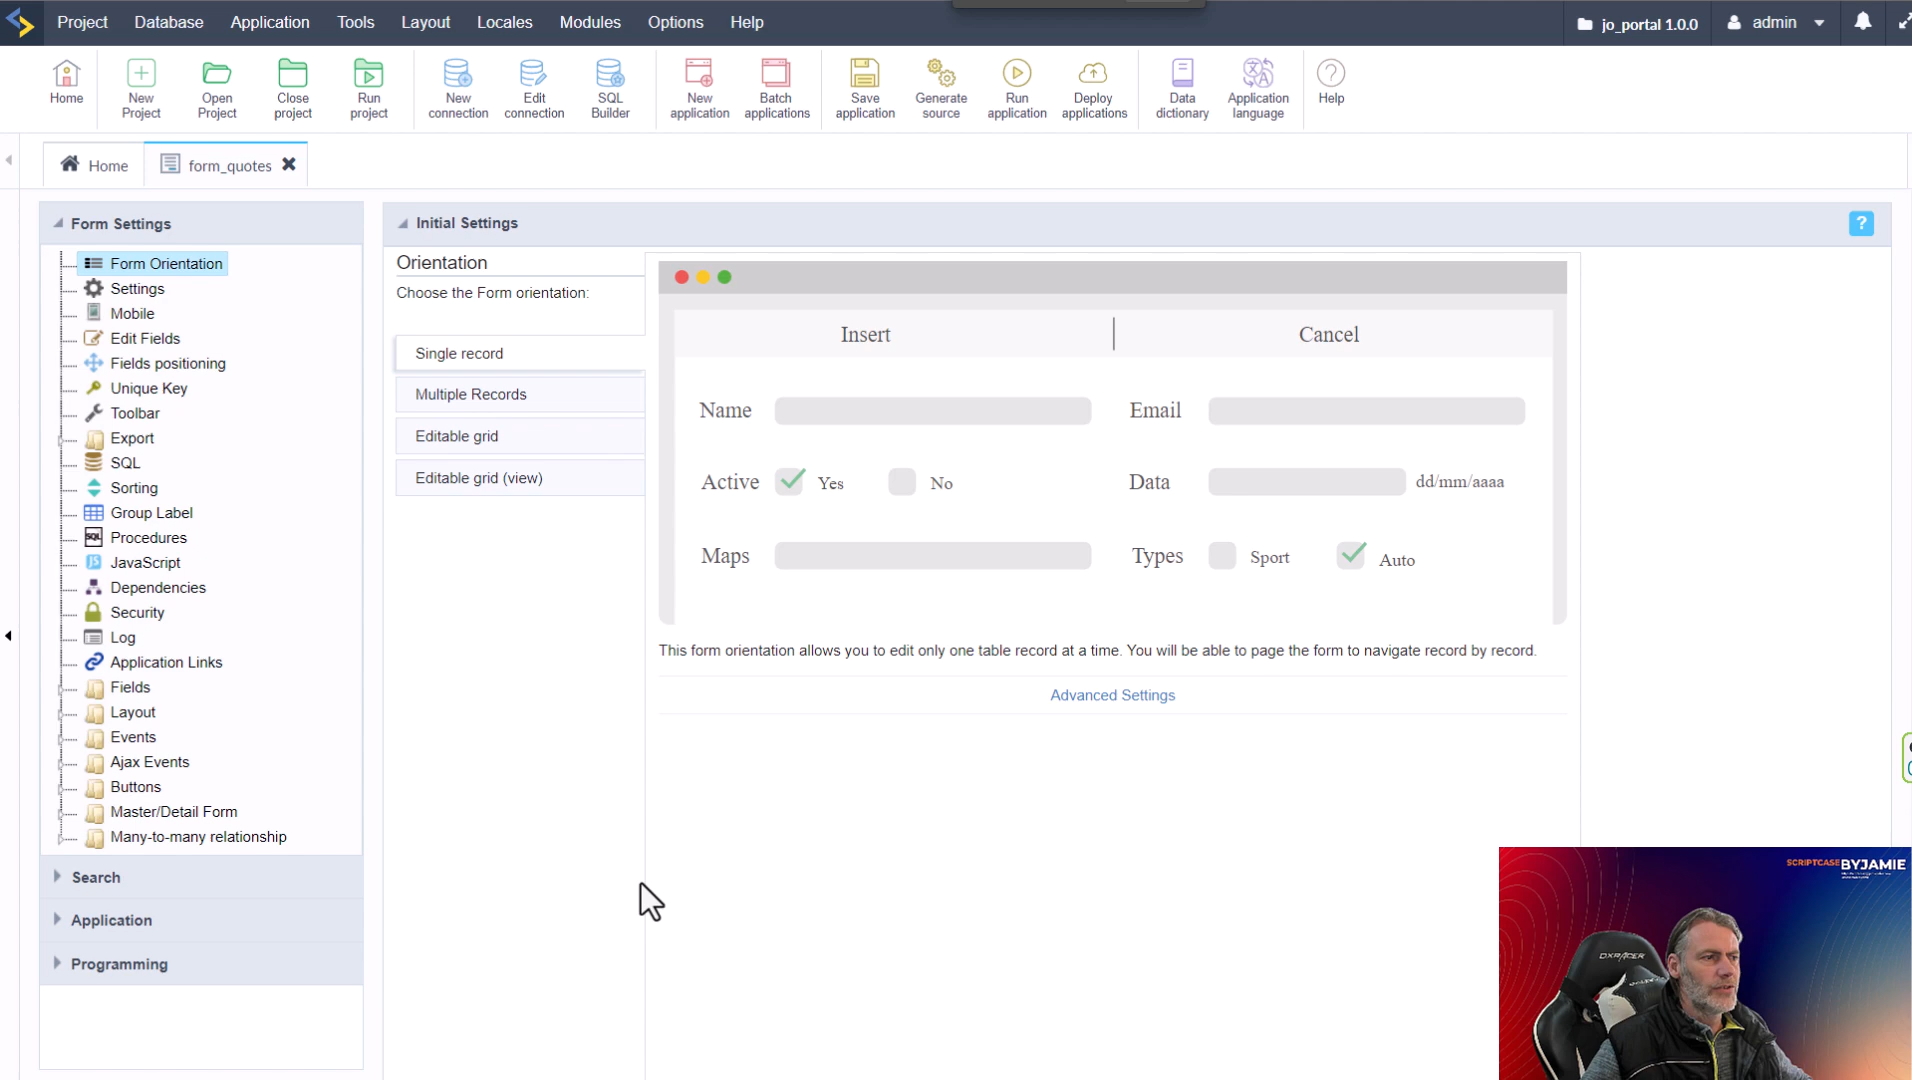 Project Database Application Tools Layout Locales Modules Options Help
jo_portal 1.0.0 admin
Home
New Project
Open Project
Close project
Run project
New connection
Edit connection
SQL Builder
New application
Batch applications
Save application
Generate source
Run application
Deploy applications
Data dictionary
Application language
Help
Home form_quotes
Form Settings
Form Orientation
Settings
Mobile
Edit Fields
Fields positioning
Unique Key
Toolbar
Export
SQL
Sorting
Group Label
Procedures
JavaScript
Dependencies
Security
Log
Application Links
Fields
Layout
Events
Ajax Events
Buttons
Master/Detail Form
Many-to-many relationship
Search
Application
Programming
Initial Settings ?
Orientation
Choose the Form orientation:
Single record
Multiple Records
Editable grid
Editable grid (view)
Insert Cancel
Name Email
Active Yes No Data dd/mm/aaaa
Maps Types Sport Auto
This form orientation allows you to edit only one table record at a time. You will be able to page the form to navigate record by record.
Advanced Settings
SCRIPTCASE BYJAMIE
DXRACER